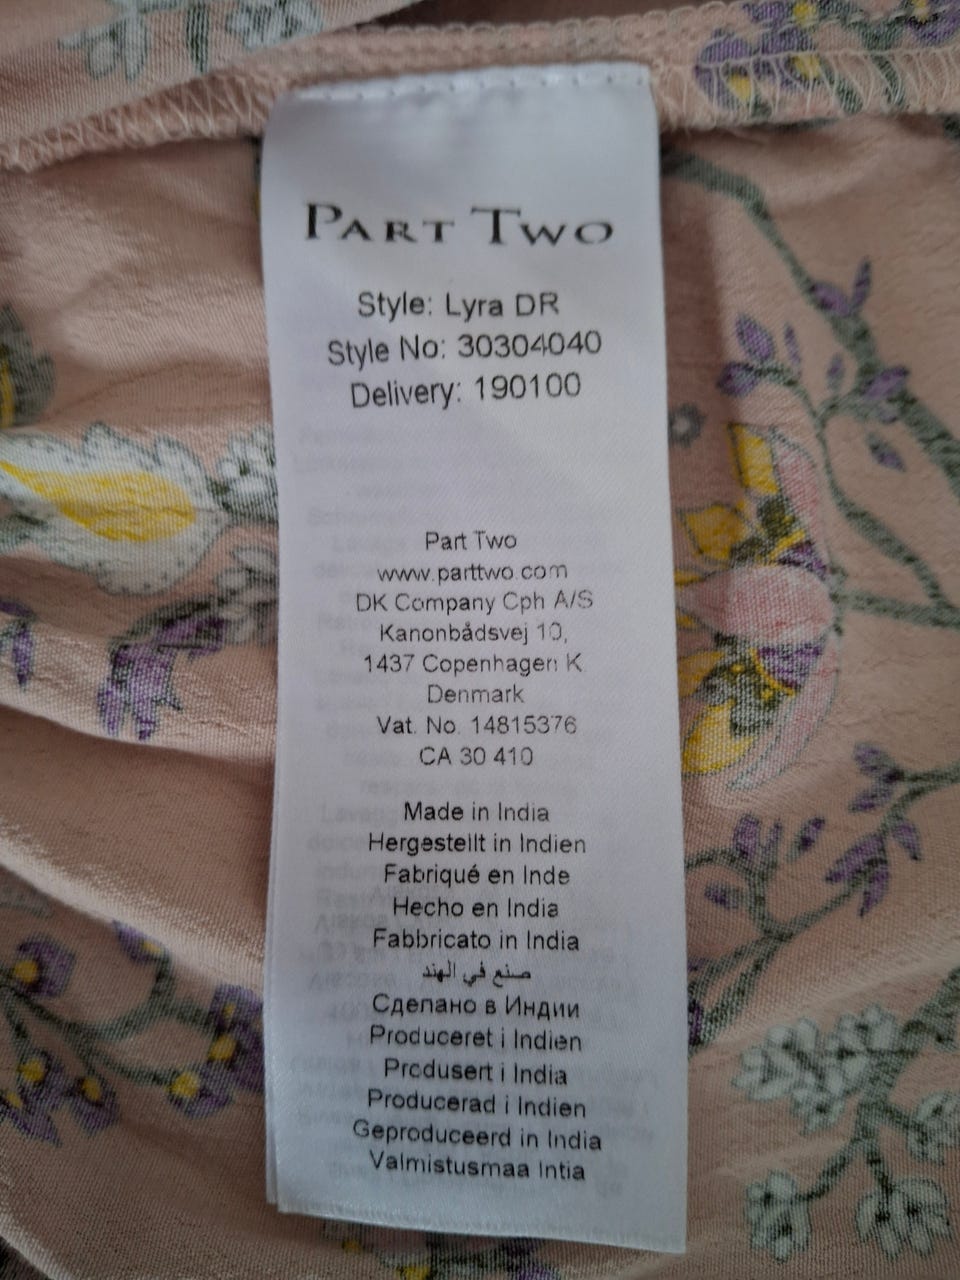 PART TWO
Style: Lyra DR
Style No: 30304040
Delivery: 190100
Part Two
www.parttwo.com
DK Company Cph A/S
Kanonbådsvej 10,
1437 Copenhagen K
Denmark
Vat. No. 14815376
CA 30 410
Made in India
Hergestellt in Indien
Fabriqué en Inde
Hecho en India
Fabbricato in India
صنع في الهند
Сделано в Индии
Produceret i Indien
Produsert i India
Producerad i Indien
Geproduceerd in India
Valmistusmaa Intia